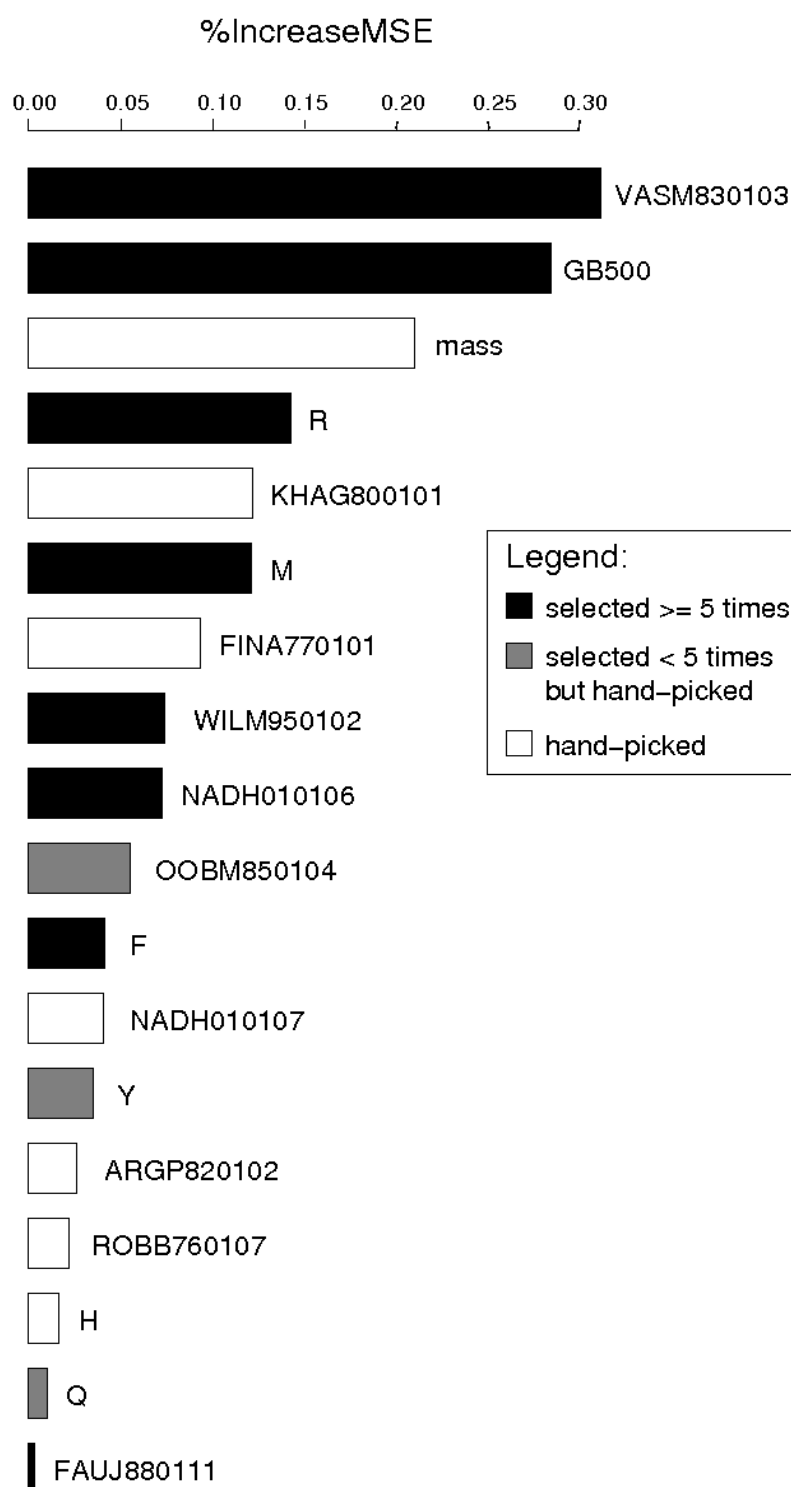 %IncreaseMSE
0.00 0.05 0.10 0.15 0.20 0.25 0.30
VASM830103
GB500
mass
R
KHAG800101
M
FINA770101
WILM950102
NADH010106
OOBM850104
F
NADH010107
Y
ARGP820102
ROBB760107
H
Q
FAUJ880111
Legend:
selected >= 5 times
selected < 5 times
but hand–picked
hand–picked